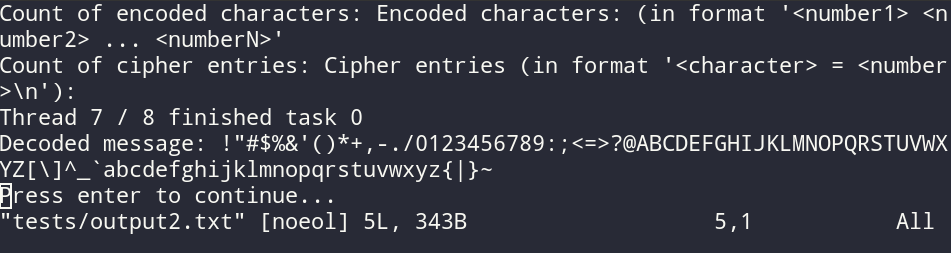 Count of encoded characters: Encoded characters: (in format '<number1> <n
umber2> ... <numberN>'
Count of cipher entries: Cipher entries (in format '<character> = <number
>\n'):
Thread 7 / 8 finished task 0
Decoded message: !"#$%&'()*+,-./0123456789:;<=>?@ABCDEFGHIJKLMNOPQRSTUVWX
YZ[\]^_`abcdefghijklmnopqrstuvwxyz{|}~
Press enter to continue...
"tests/output2.txt" [noeol] 5L, 343B 5,1 All